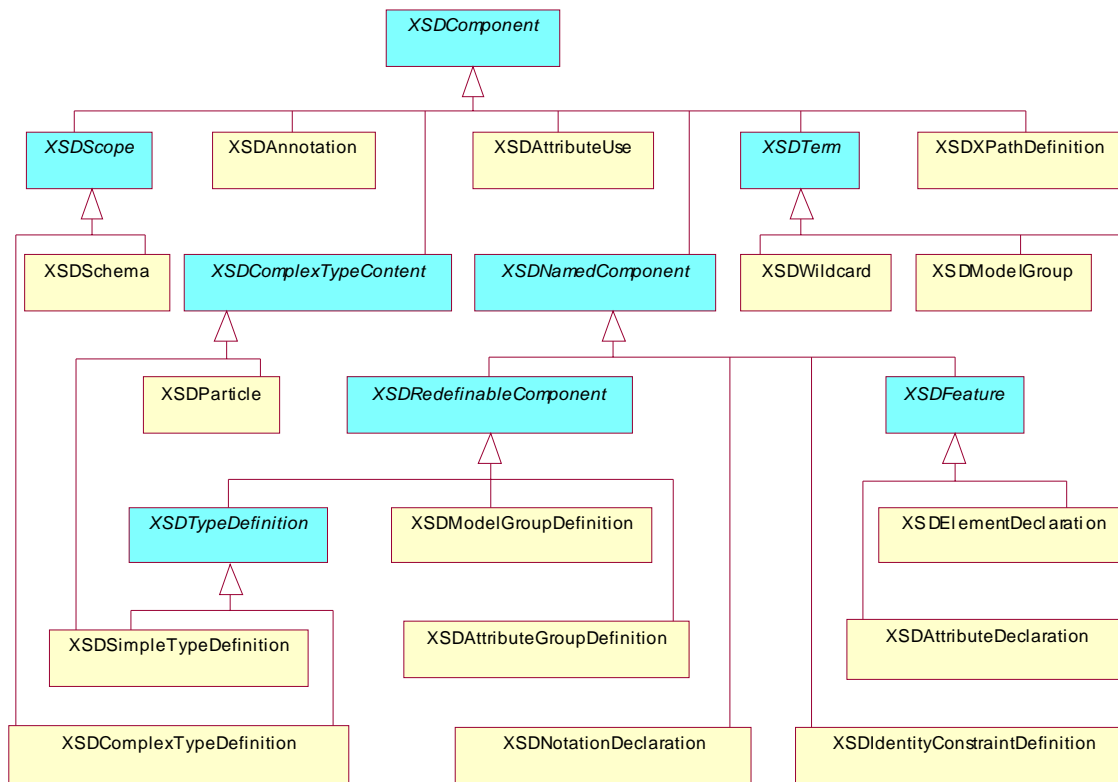 XSDComponent
XSDScope
XSDAnnotation
XSDAttributeUse
XSDTerm
XSDXPathDefinition
XSDSchema
XSDComplexTypeContent
XSDNamedComponent
XSDWildcard
XSDModelGroup
XSDParticle
XSDRedefinableComponent
XSDFeature
XSDTypeDefinition
XSDModelGroupDefinition
XSDElementDeclaration
XSDSimpleTypeDefinition
XSDAttributeGroupDefinition
XSDAttributeDeclaration
XSDComplexTypeDefinition
XSDNotationDeclaration
XSDIdentityConstraintDefinition